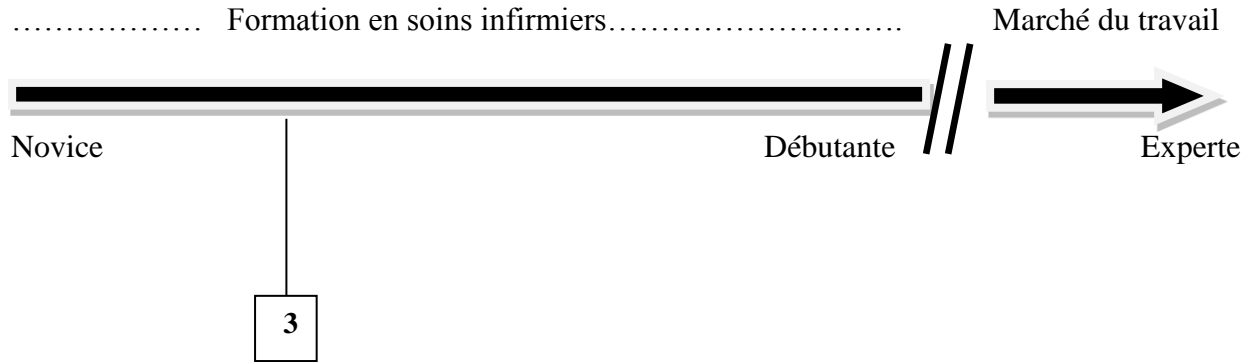 ……………… Formation en soins infirmiers………………………. Marché du travail
Novice Débutante Experte
3